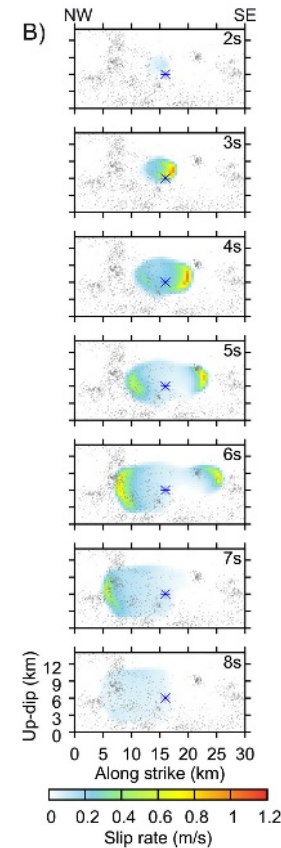 B)
NW SE
2s
3s
4s
5s
6s
7s
8s
Up-dip (km)
12
9
6
3
0
0 5 10 15 20 25 30
Along strike (km)
0 0.2 0.4 0.6 0.8 1 1.2
Slip rate (m/s)